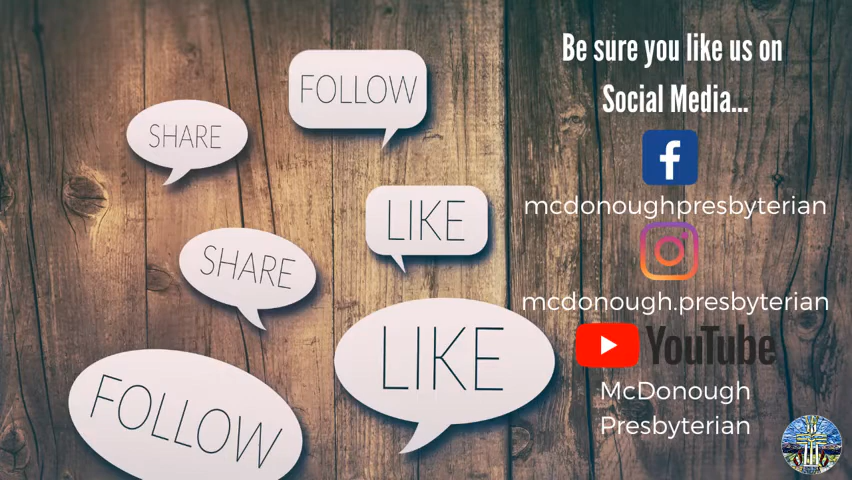 FOLLOW
SHARE
LIKE
SHARE
LIKE
FOLLOW
Be sure you like us on
Social Media...
f
mcdonoughpresbyterian
mcdonough.presbyterian
YouTube
McDonough
Presbyterian